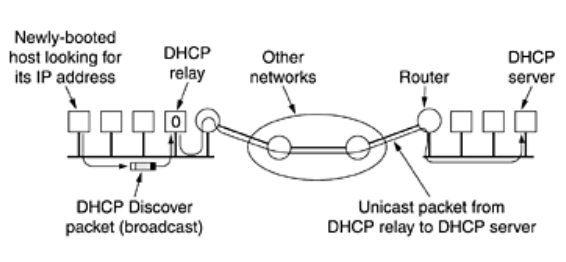 Newly-booted
host looking for
its IP address
DHCP
relay
Other
networks
Router
DHCP
server
0
DHCP Discover
packet (broadcast)
Unicast packet from
DHCP relay to DHCP server